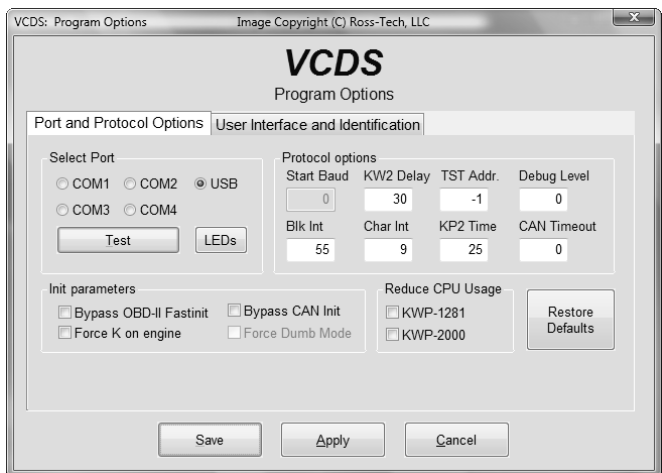 VCDS: Program Options Image Copyright (C) Ross-Tech, LLC x
VCDS
Program Options
Port and Protocol Options User Interface and Identification
Select Port
COM1 COM2 USB
COM3 COM4
Test LEDs
Protocol options
Start Baud KW2 Delay TST Addr. Debug Level
0 30 -1 0
Blk Int Char Int KP2 Time CAN Timeout
55 9 25 0
Init parameters
Bypass OBD-II Fastinit Bypass CAN Init
Force K on engine Force Dumb Mode
Reduce CPU Usage
KWP-1281
KWP-2000
Restore
Defaults
Save Apply Cancel